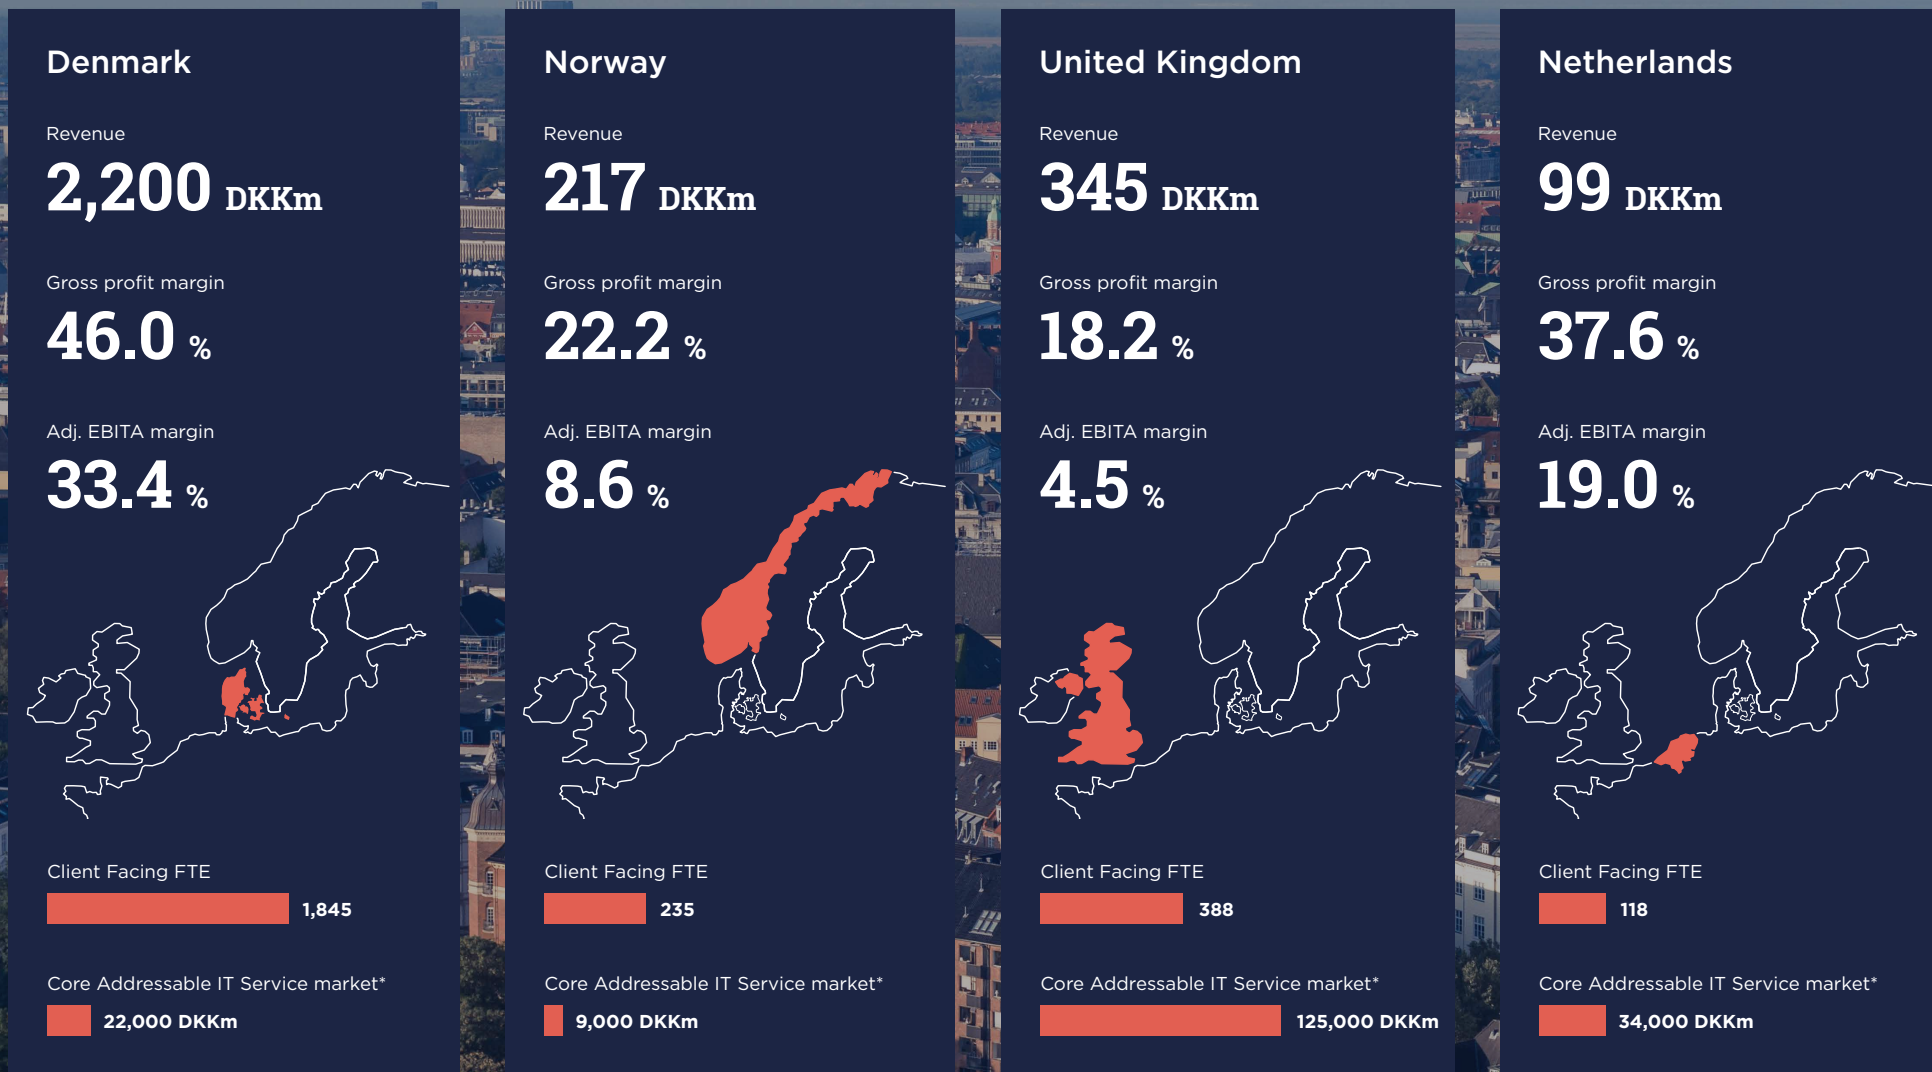 Denmark
Revenue
2,200 DKKm
Gross profit margin
46.0 %
Adj. EBITA margin
33.4 %
Client Facing FTE
1,845
Core Addressable IT Service market*
22,000 DKKm
Norway
Revenue
217 DKKm
Gross profit margin
22.2 %
Adj. EBITA margin
8.6 %
Client Facing FTE
235
Core Addressable IT Service market*
9,000 DKKm
United Kingdom
Revenue
345 DKKm
Gross profit margin
18.2 %
Adj. EBITA margin
4.5 %
Client Facing FTE
388
Core Addressable IT Service market*
125,000 DKKm
Netherlands
Revenue
99 DKKm
Gross profit margin
37.6 %
Adj. EBITA margin
19.0 %
Client Facing FTE
118
Core Addressable IT Service market*
34,000 DKKm